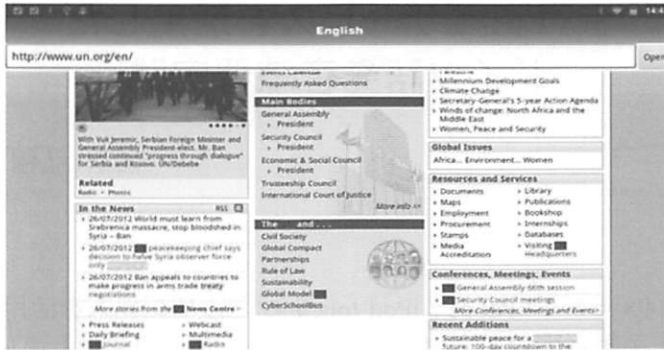 14:4
English
http://www.un.org/en/
Open
Frequently Asked Questions
Main Bodies
General Assembly
» President
Security Council
» President
Economic & Social Council
» President
Trusteeship Council
International Court of Justice
More info >>
The and . . .
Civil Society
Global Compact
Partnerships
Rule of Law
Sustainability
Global Model
CyberSchoolBus
With Vuk Jeremic, Serbian Foreign Minister and
General Assembly President-elect, Mr. Ban
stressed continued "progress through dialogue"
for Serbia and Kosovo. UN/Debebe
Related
Radio • Photos
In the News RSS
» 26/07/2012 World must learn from
Srebrenica massacre, stop bloodshed in
Syria – Ban
» 26/07/2012 peacekeeping chief says
decision to halve Syria observer force
only
» 26/07/2012 Ban appeals to countries to
make progress in arms trade treaty
negotiations
More stories from the News Centre »
» Press Releases
» Daily Briefing
» Journal
» Webcast
» Multimedia
» Radio
» Millennium Development Goals
» Climate Change
» Secretary-General's 5-year Action Agenda
» Winds of change: North Africa and the
Middle East
» Women, Peace and Security
Global Issues
Africa... Environment... Women
Resources and Services
» Documents
» Maps
» Employment
» Procurement
» Stamps
» Media
Accreditation
» Library
» Publications
» Bookshop
» Internships
» Databases
» Visiting
Headquarters
Conferences, Meetings, Events
» General Assembly 66th session
» Security Council meetings
More Conferences, Meetings and Events>
Recent Additions
» Sustainable peace for a
future: 100-day countdown to the